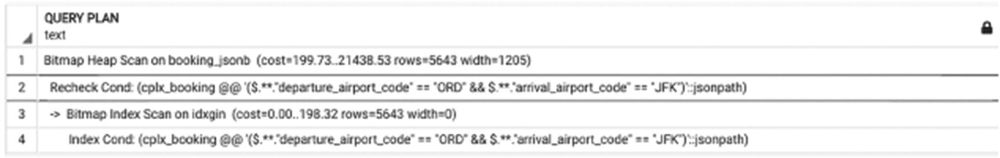 QUERY PLAN
text
1 Bitmap Heap Scan on booking_jsonb (cost=199.73..21438.53 rows=5643 width=1205)
2 Recheck Cond: (cplx_booking @@ '($.**."departure_airport_code" == "ORD" && $.**."arrival_airport_code" == "JFK")'::jsonpath)
3 -> Bitmap Index Scan on idxgin (cost=0.00..198.32 rows=5643 width=0)
4 Index Cond: (cplx_booking @@ '($.**."departure_airport_code" == "ORD" && $.**."arrival_airport_code" == "JFK")'::jsonpath)